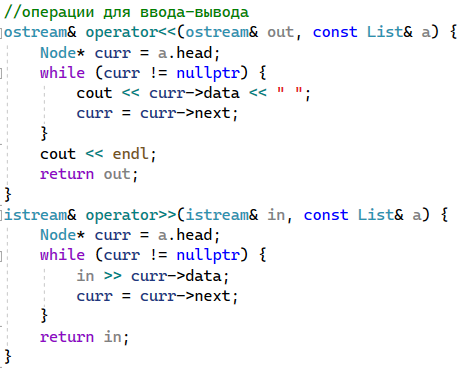 //операции для ввода-вывода
ostream& operator<<(ostream& out, const List& a) {
    Node* curr = a.head;
    while (curr != nullptr) {
        cout << curr->data << " ";
        curr = curr->next;
    }
    cout << endl;
    return out;
}
istream& operator>>(istream& in, const List& a) {
    Node* curr = a.head;
    while (curr != nullptr) {
        in >> curr->data;
        curr = curr->next;
    }
    return in;
}